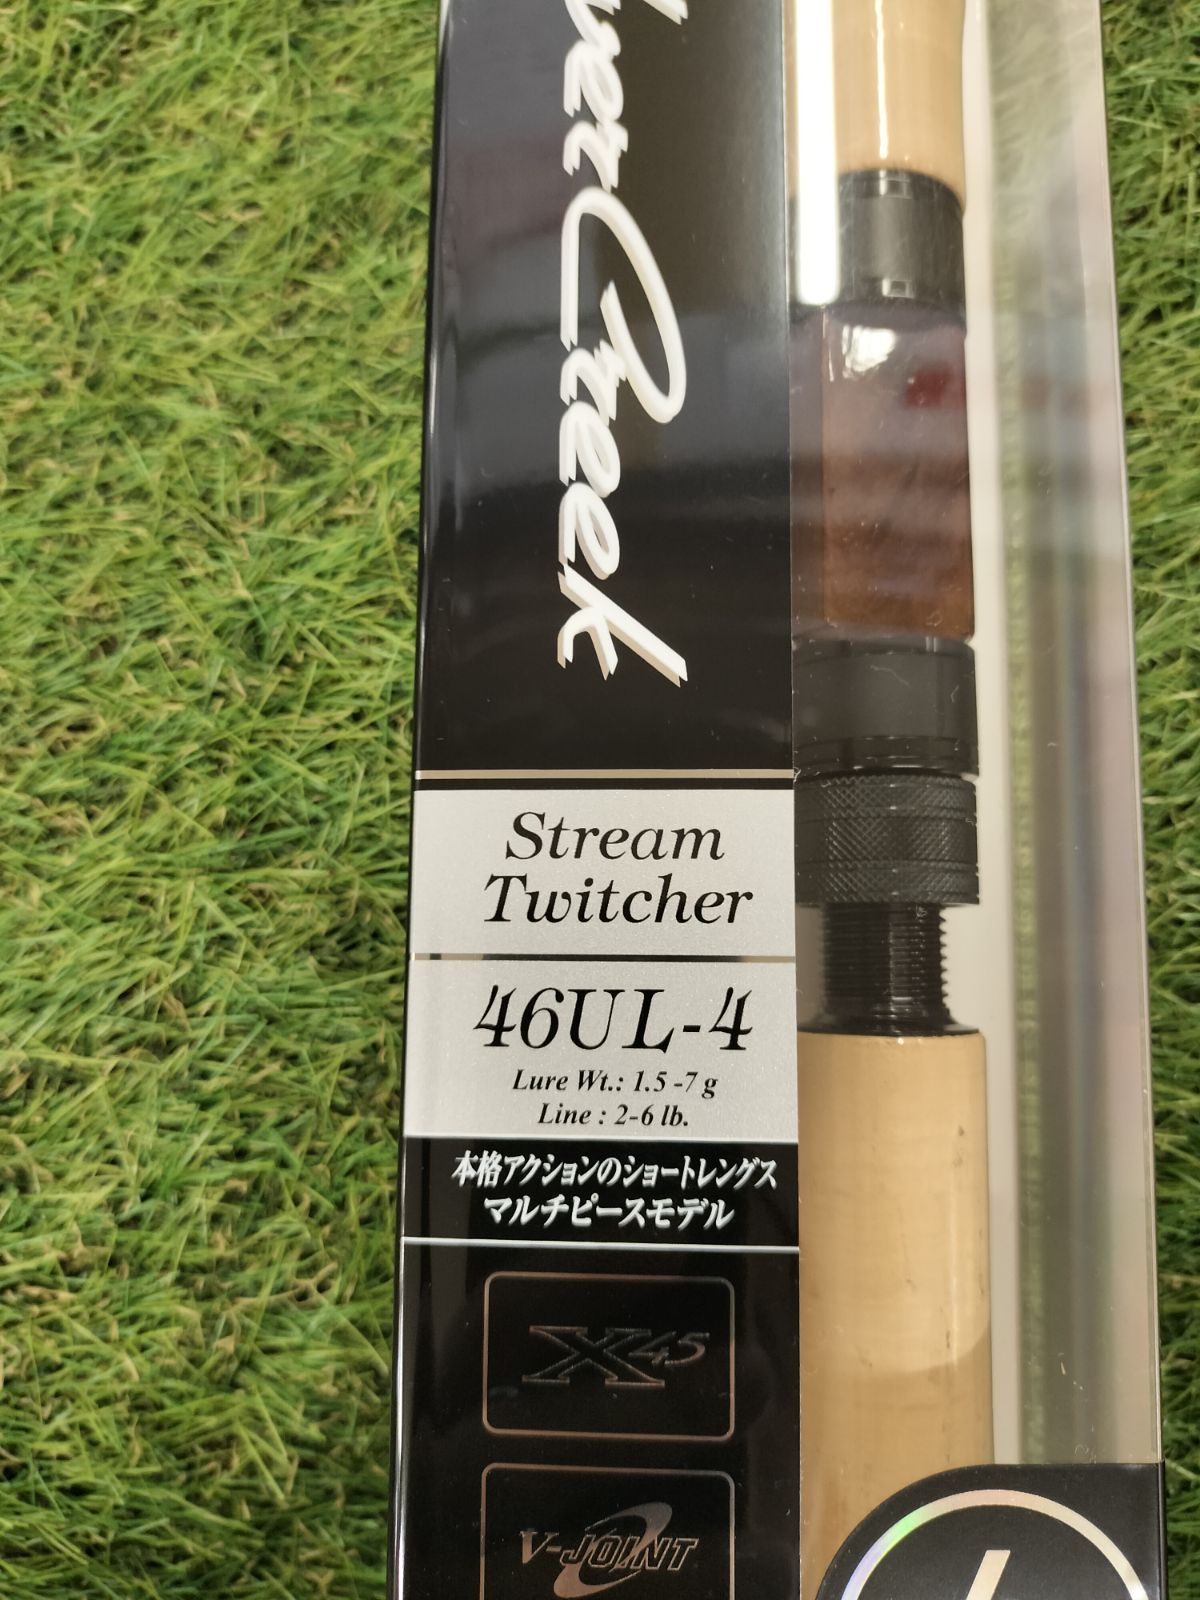 Creek
Stream
Twitcher
46UL-4
Lure Wt.: 1.5-7 g
Line : 2-6 lb.
本格アクションのショートレングス
マルチピースモデル
X45
V-JOINT